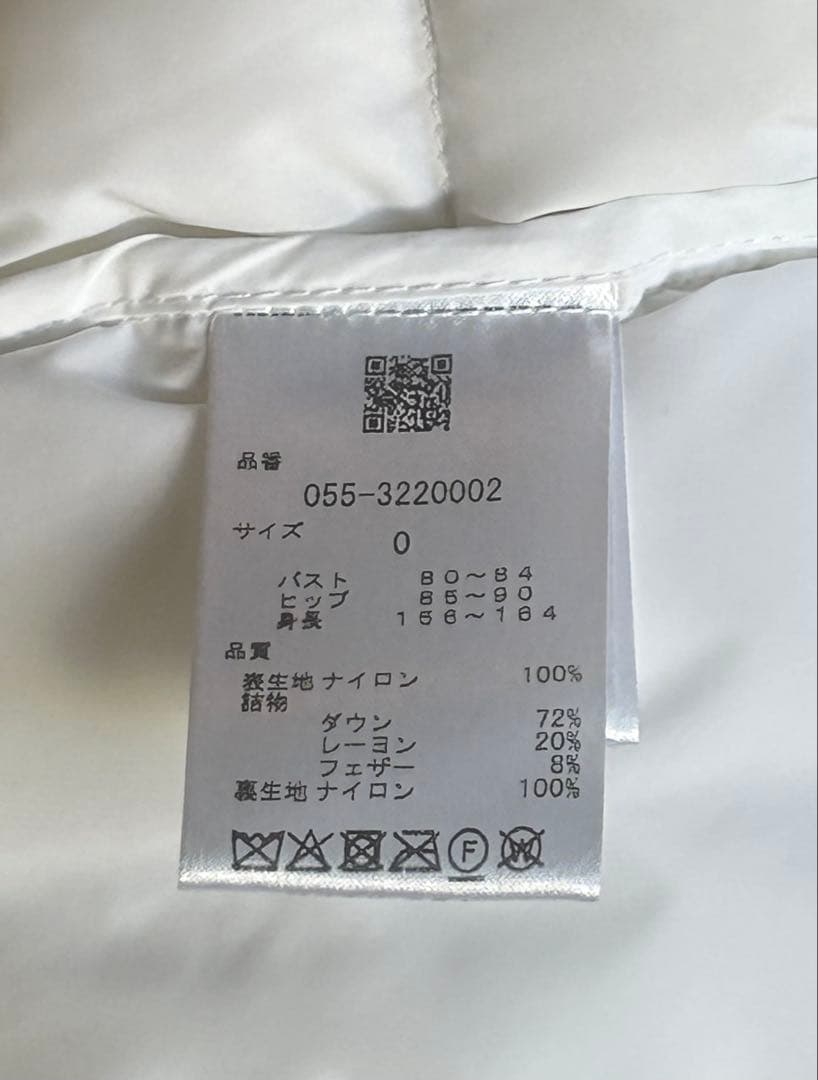 品番
055-3220002
サイズ
0
バスト 80～84
ヒップ 85～90
身長 156～164
品質
表生地 ナイロン 100%
詰物
ダウン 72%
レーヨン 20%
フェザー 8%
裏生地 ナイロン 100%
F W